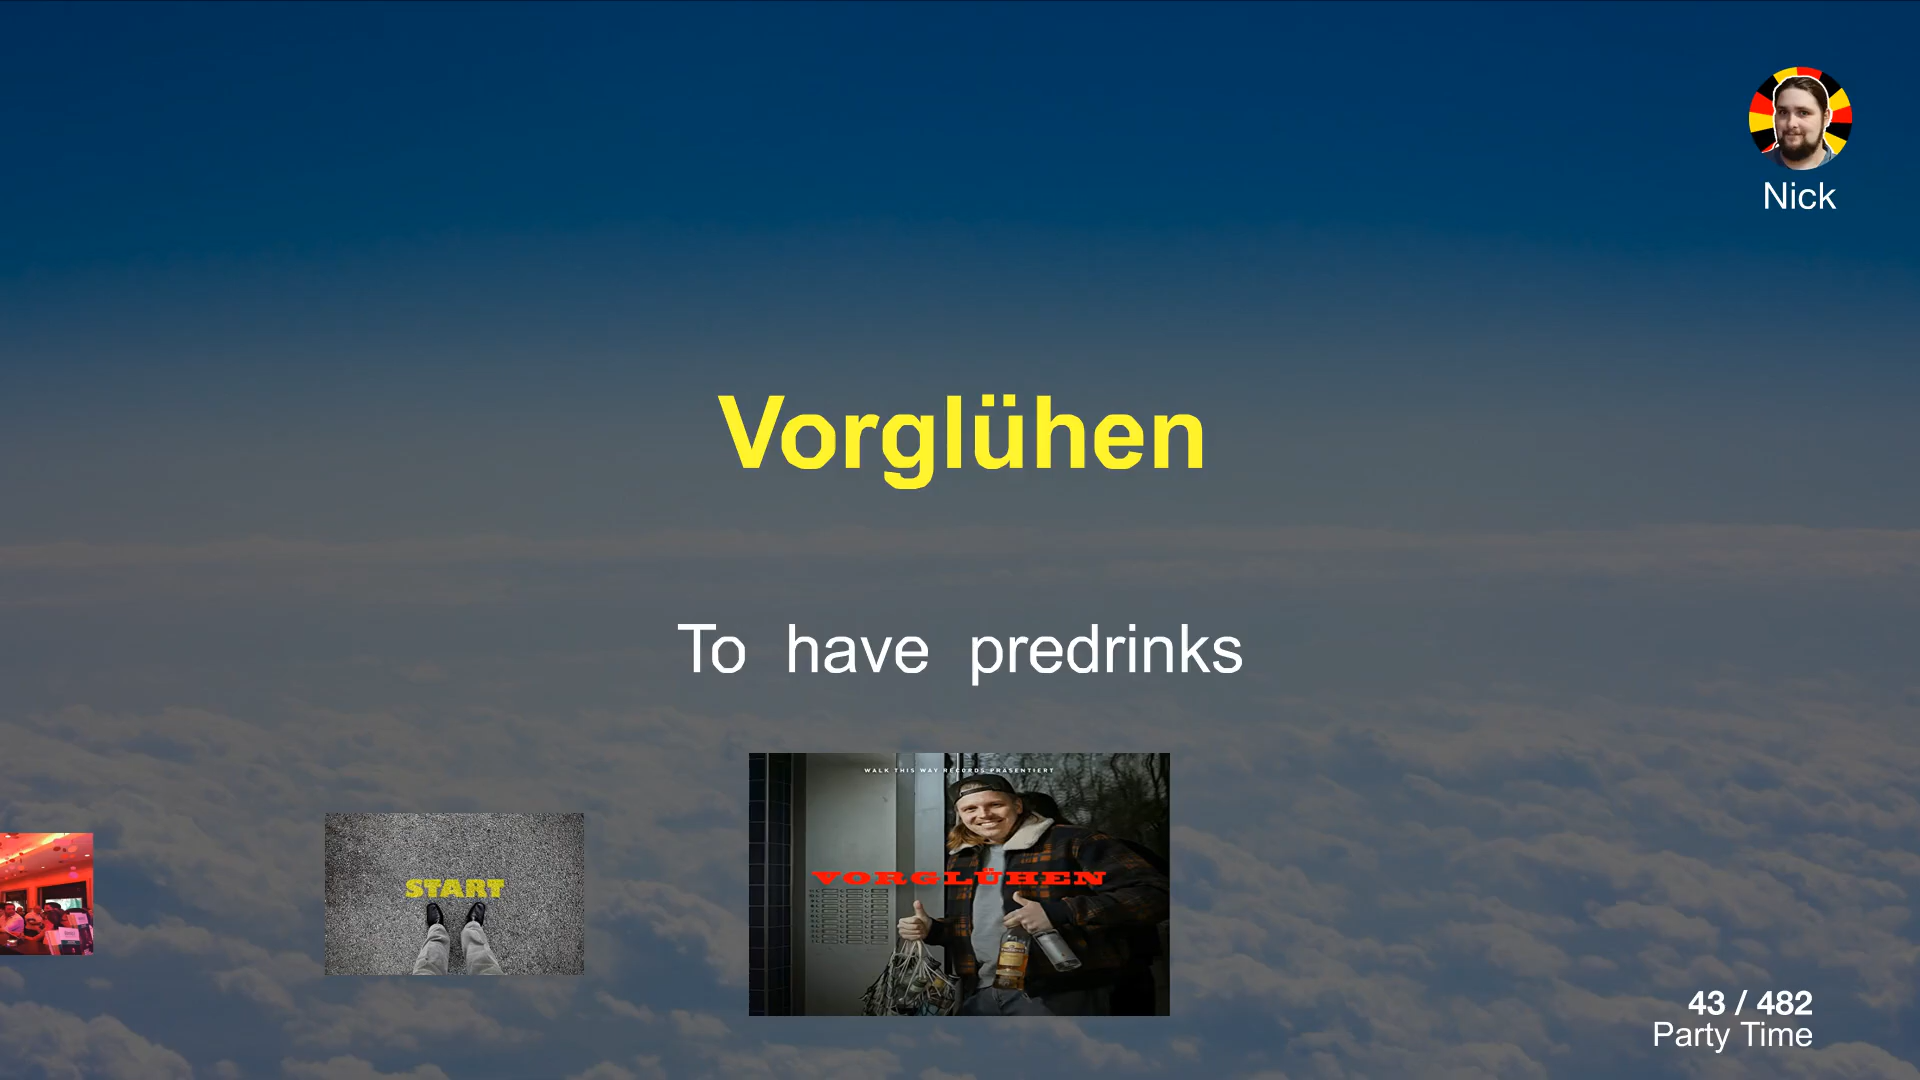 Nick
Vorglühen
To have predrinks
WALK THIS WAY RECORDS PRÄSENTIERT
START
VORGLÜHEN
43 / 482
Party Time